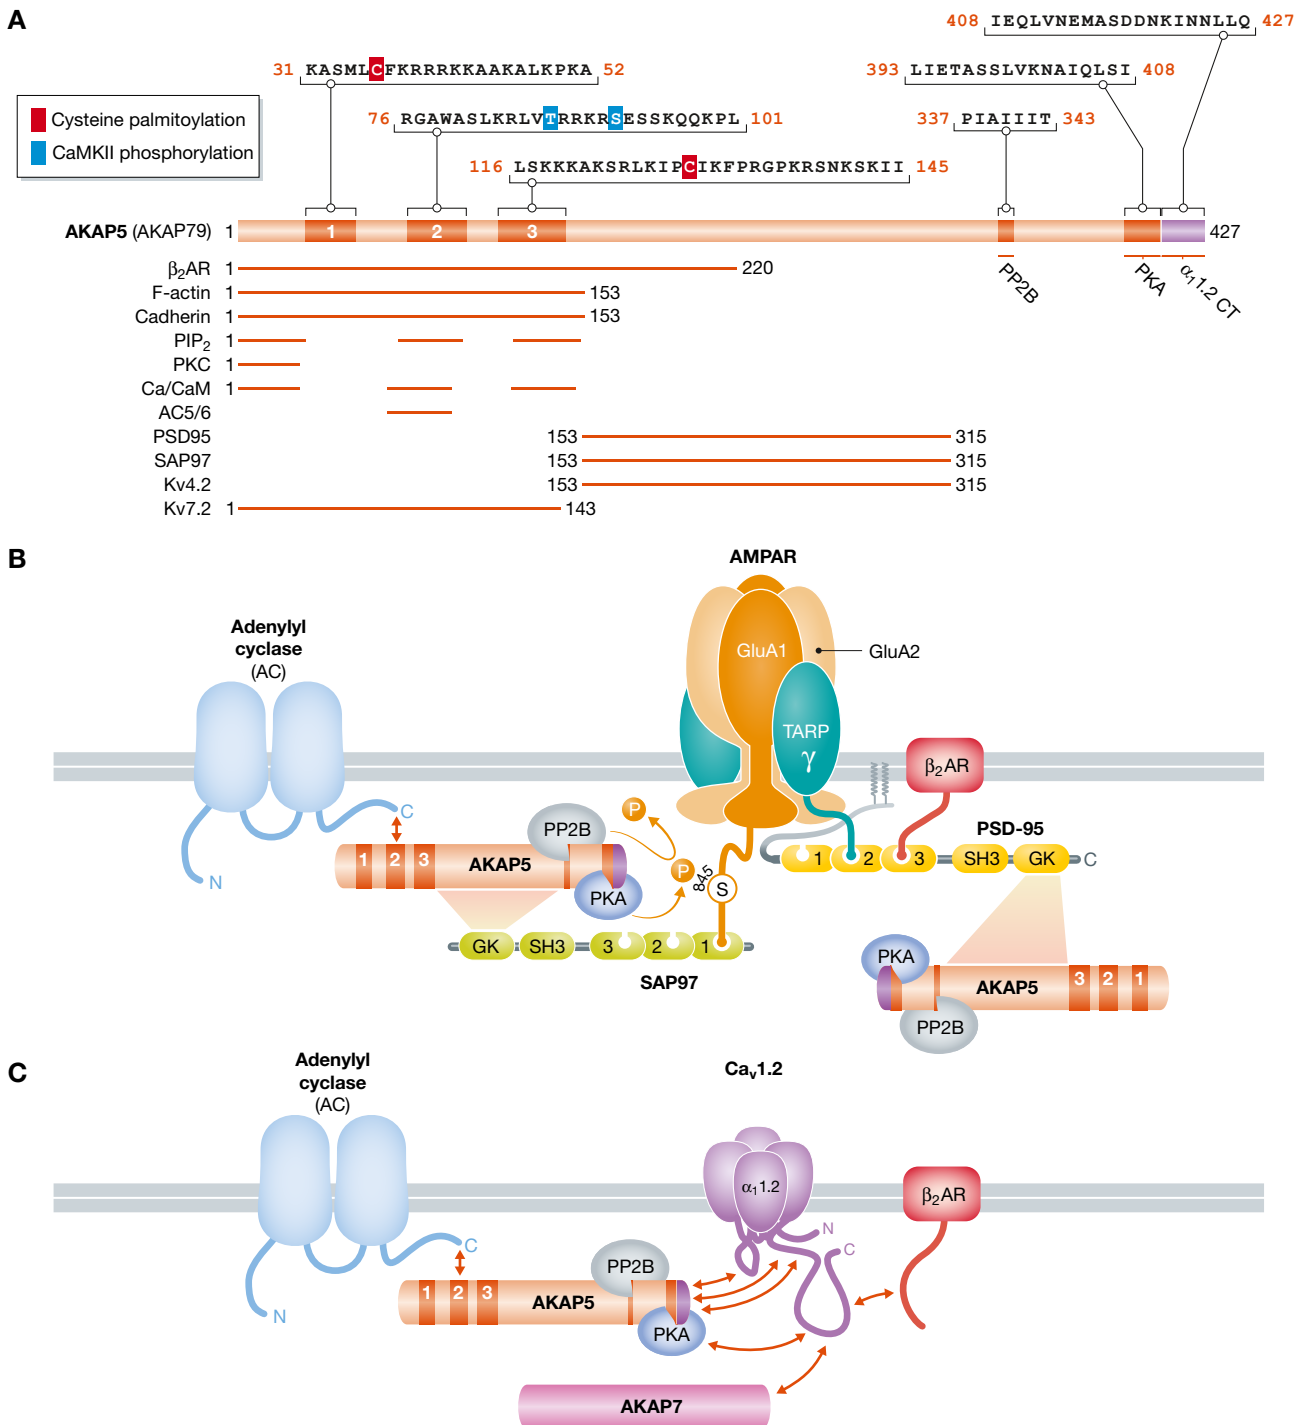 A
408 IEQLVNEMASDDNKINNLLQ 427
31 KASMLCFKRRRKKAAKALKPKA 52
393 LIETASSLVKNAIQLSI 408
Cysteine palmitoylation
CaMKII phosphorylation
76 RGAWASLKRLVTRRKRSESSKQQKPL 101
337 PIAIIIT 343
116 LSKKKAKSRLKIPCIKFPRGPKRSNKSKII 145
AKAP5 (AKAP79) 1 1 2 3 427
β2AR 1 220
F-actin 1 153
Cadherin 1 153
PIP2 1
PKC 1
Ca/CaM 1
AC5/6
PSD95 153 315
SAP97 153 315
Kv4.2 153 315
Kv7.2 1 143
PP2B
PKA
α11.2 CT
B
AMPAR
Adenylyl
cyclase
(AC)
GluA1
GluA2
TARP
γ
β2AR
C
N
P
PP2B
P
1 2 3 AKAP5
PKA
845
S
PSD-95
1 2 3 SH3 GK C
GK SH3 3 2 1
SAP97
PKA
AKAP5 3 2 1
PP2B
C
Adenylyl
cyclase
(AC)
Cav1.2
α11.2
β2AR
N
C
C
N
PP2B
1 2 3 AKAP5
PKA
AKAP7